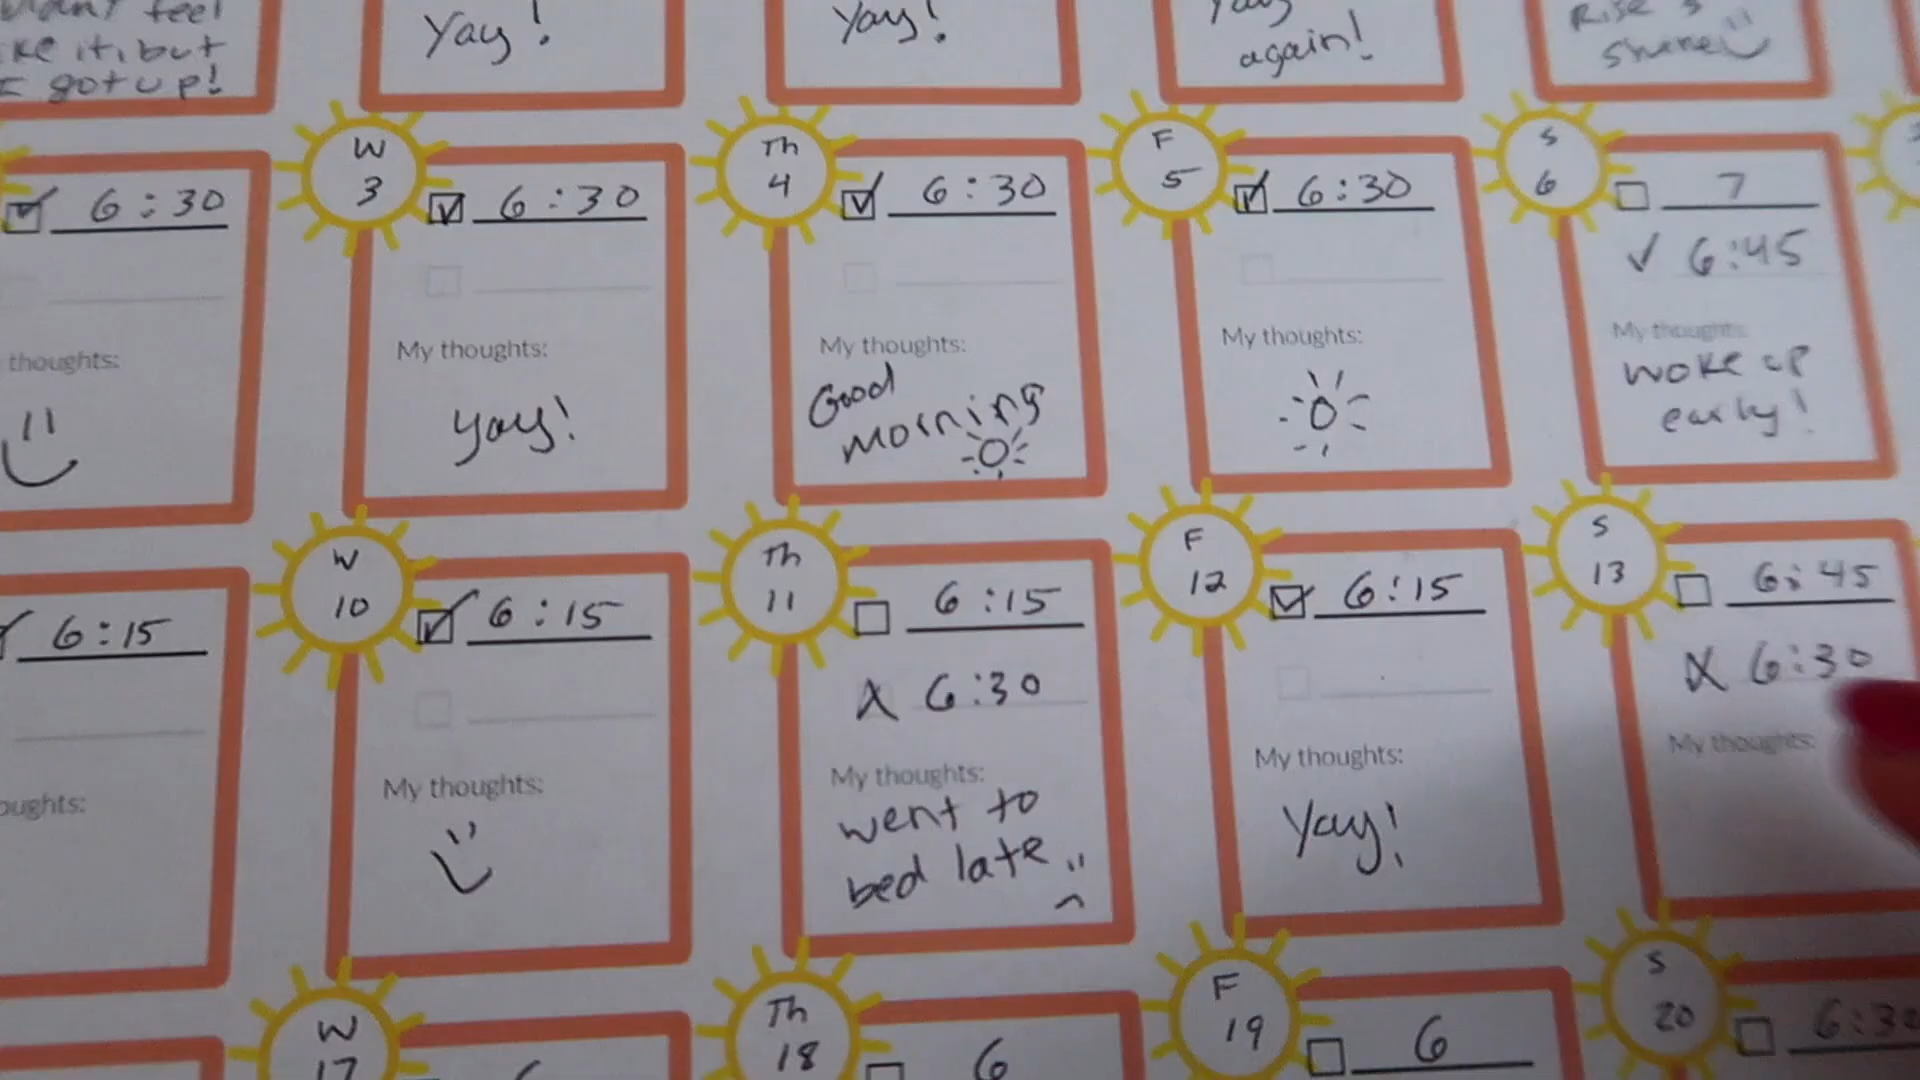 feel
it, but
I got up!
Yay!
Yay!
again!
Rise &
shine
6:30
thoughts:
W
3
6:30
My thoughts:
yay!
Th
4
6:30
My thoughts:
Good
morning
F
5
6:30
My thoughts:
S
6
7
✓ 6:45
My thoughts:
woke up
early!
6:15
W
10
6:15
My thoughts:
Th
11
6:15
X 6:30
My thoughts:
went to
bed late
F
12
6:15
My thoughts:
Yay!
S
13
6:45
X 6:30
My thoughts:
W
17
Th
18
6
F
19
6
S
20
6:30